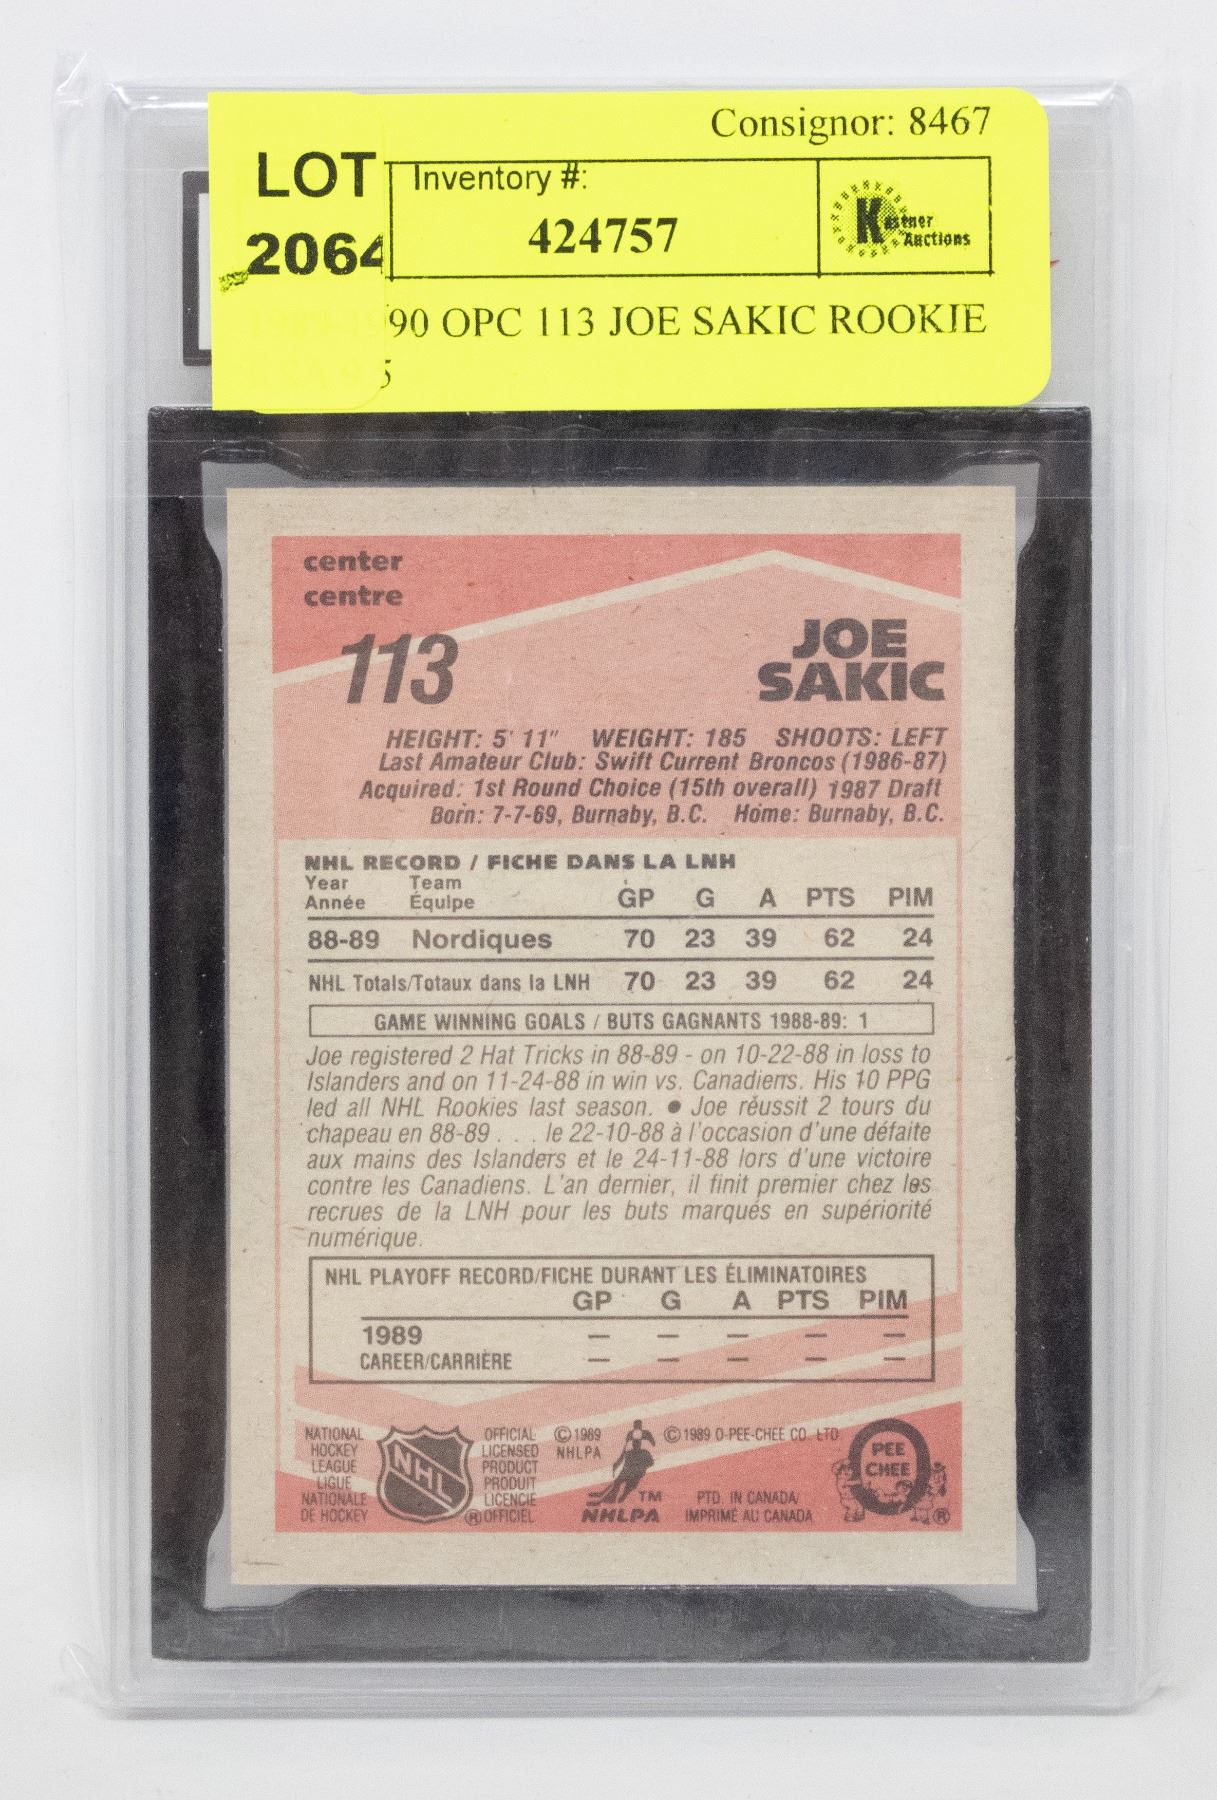 Consignor: 8467
LOT
2064
Inventory #:
424757
Kastner
Auctions
90 OPC 113 JOE SAKIC ROOKIE
5
center
centre
113
JOE
SAKIC
HEIGHT: 5' 11" WEIGHT: 185 SHOOTS: LEFT
Last Amateur Club: Swift Current Broncos (1986-87)
Acquired: 1st Round Choice (15th overall) 1987 Draft
Born: 7-7-69, Burnaby, B.C. Home: Burnaby, B.C.
NHL RECORD / FICHE DANS LA LNH
Year Team
Année Équipe GP G A PTS PIM
88-89 Nordiques 70 23 39 62 24
NHL Totals/Totaux dans la LNH 70 23 39 62 24
GAME WINNING GOALS / BUTS GAGNANTS 1988-89: 1
Joe registered 2 Hat Tricks in 88-89 - on 10-22-88 in loss to
Islanders and on 11-24-88 in win vs. Canadiens. His 10 PPG
led all NHL Rookies last season. ● Joe réussit 2 tours du
chapeau en 88-89 . . . le 22-10-88 à l'occasion d'une défaite
aux mains des Islanders et le 24-11-88 lors d'une victoire
contre les Canadiens. L'an dernier, il finit premier chez les
recrues de la LNH pour les buts marqués en supériorité
numérique.
NHL PLAYOFF RECORD/FICHE DURANT LES ÉLIMINATOIRES
GP G A PTS PIM
1989 – – – – –
CAREER/CARRIÈRE – – – – –
NATIONAL
HOCKEY
LEAGUE
LIGUE
NATIONALE
DE HOCKEY
NHL
OFFICIAL
LICENSED
PRODUCT
PRODUIT
LICENCIE
® OFFICIEL
© 1989
NHLPA
TM
NHLPA
© 1989 O-PEE-CHEE CO. LTD.
PTD. IN CANADA/
IMPRIMÉ AU CANADA
PEE
CHEE
®